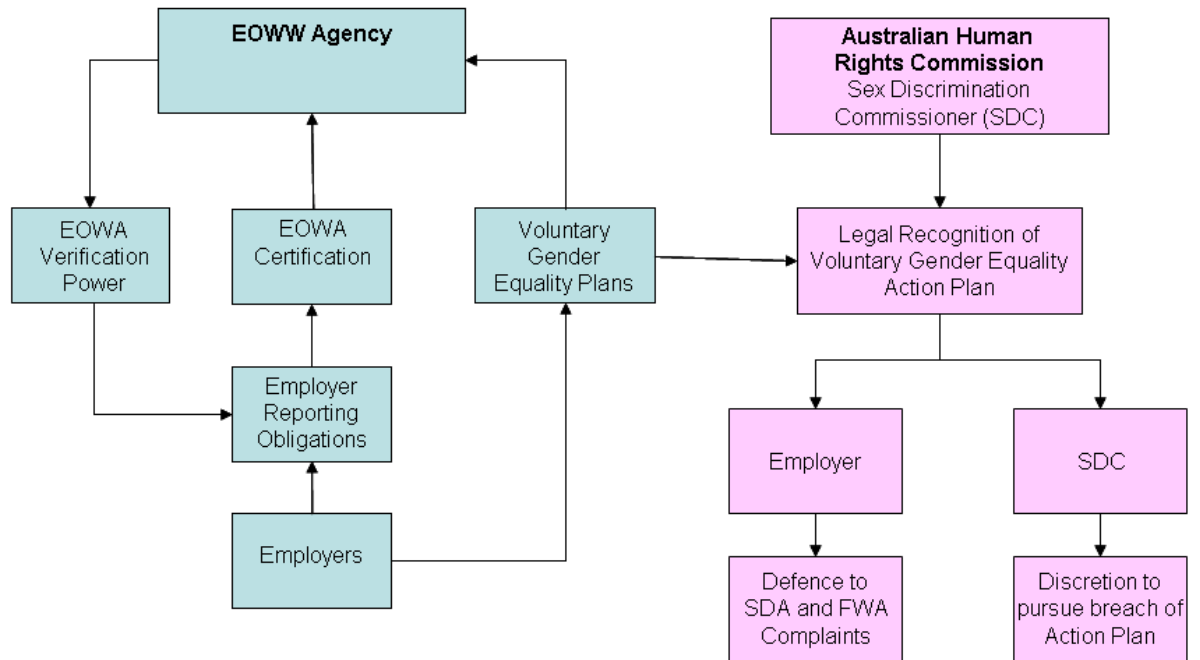 EOWW Agency
Australian Human
Rights Commission
Sex Discrimination
Commissioner (SDC)
EOWA
Verification
Power
EOWA
Certification
Voluntary
Gender
Equality Plans
Legal Recognition of
Voluntary Gender Equality
Action Plan
Employer
Reporting
Obligations
Employer
SDC
Employers
Defence to
SDA and FWA
Complaints
Discretion to
pursue breach of
Action Plan